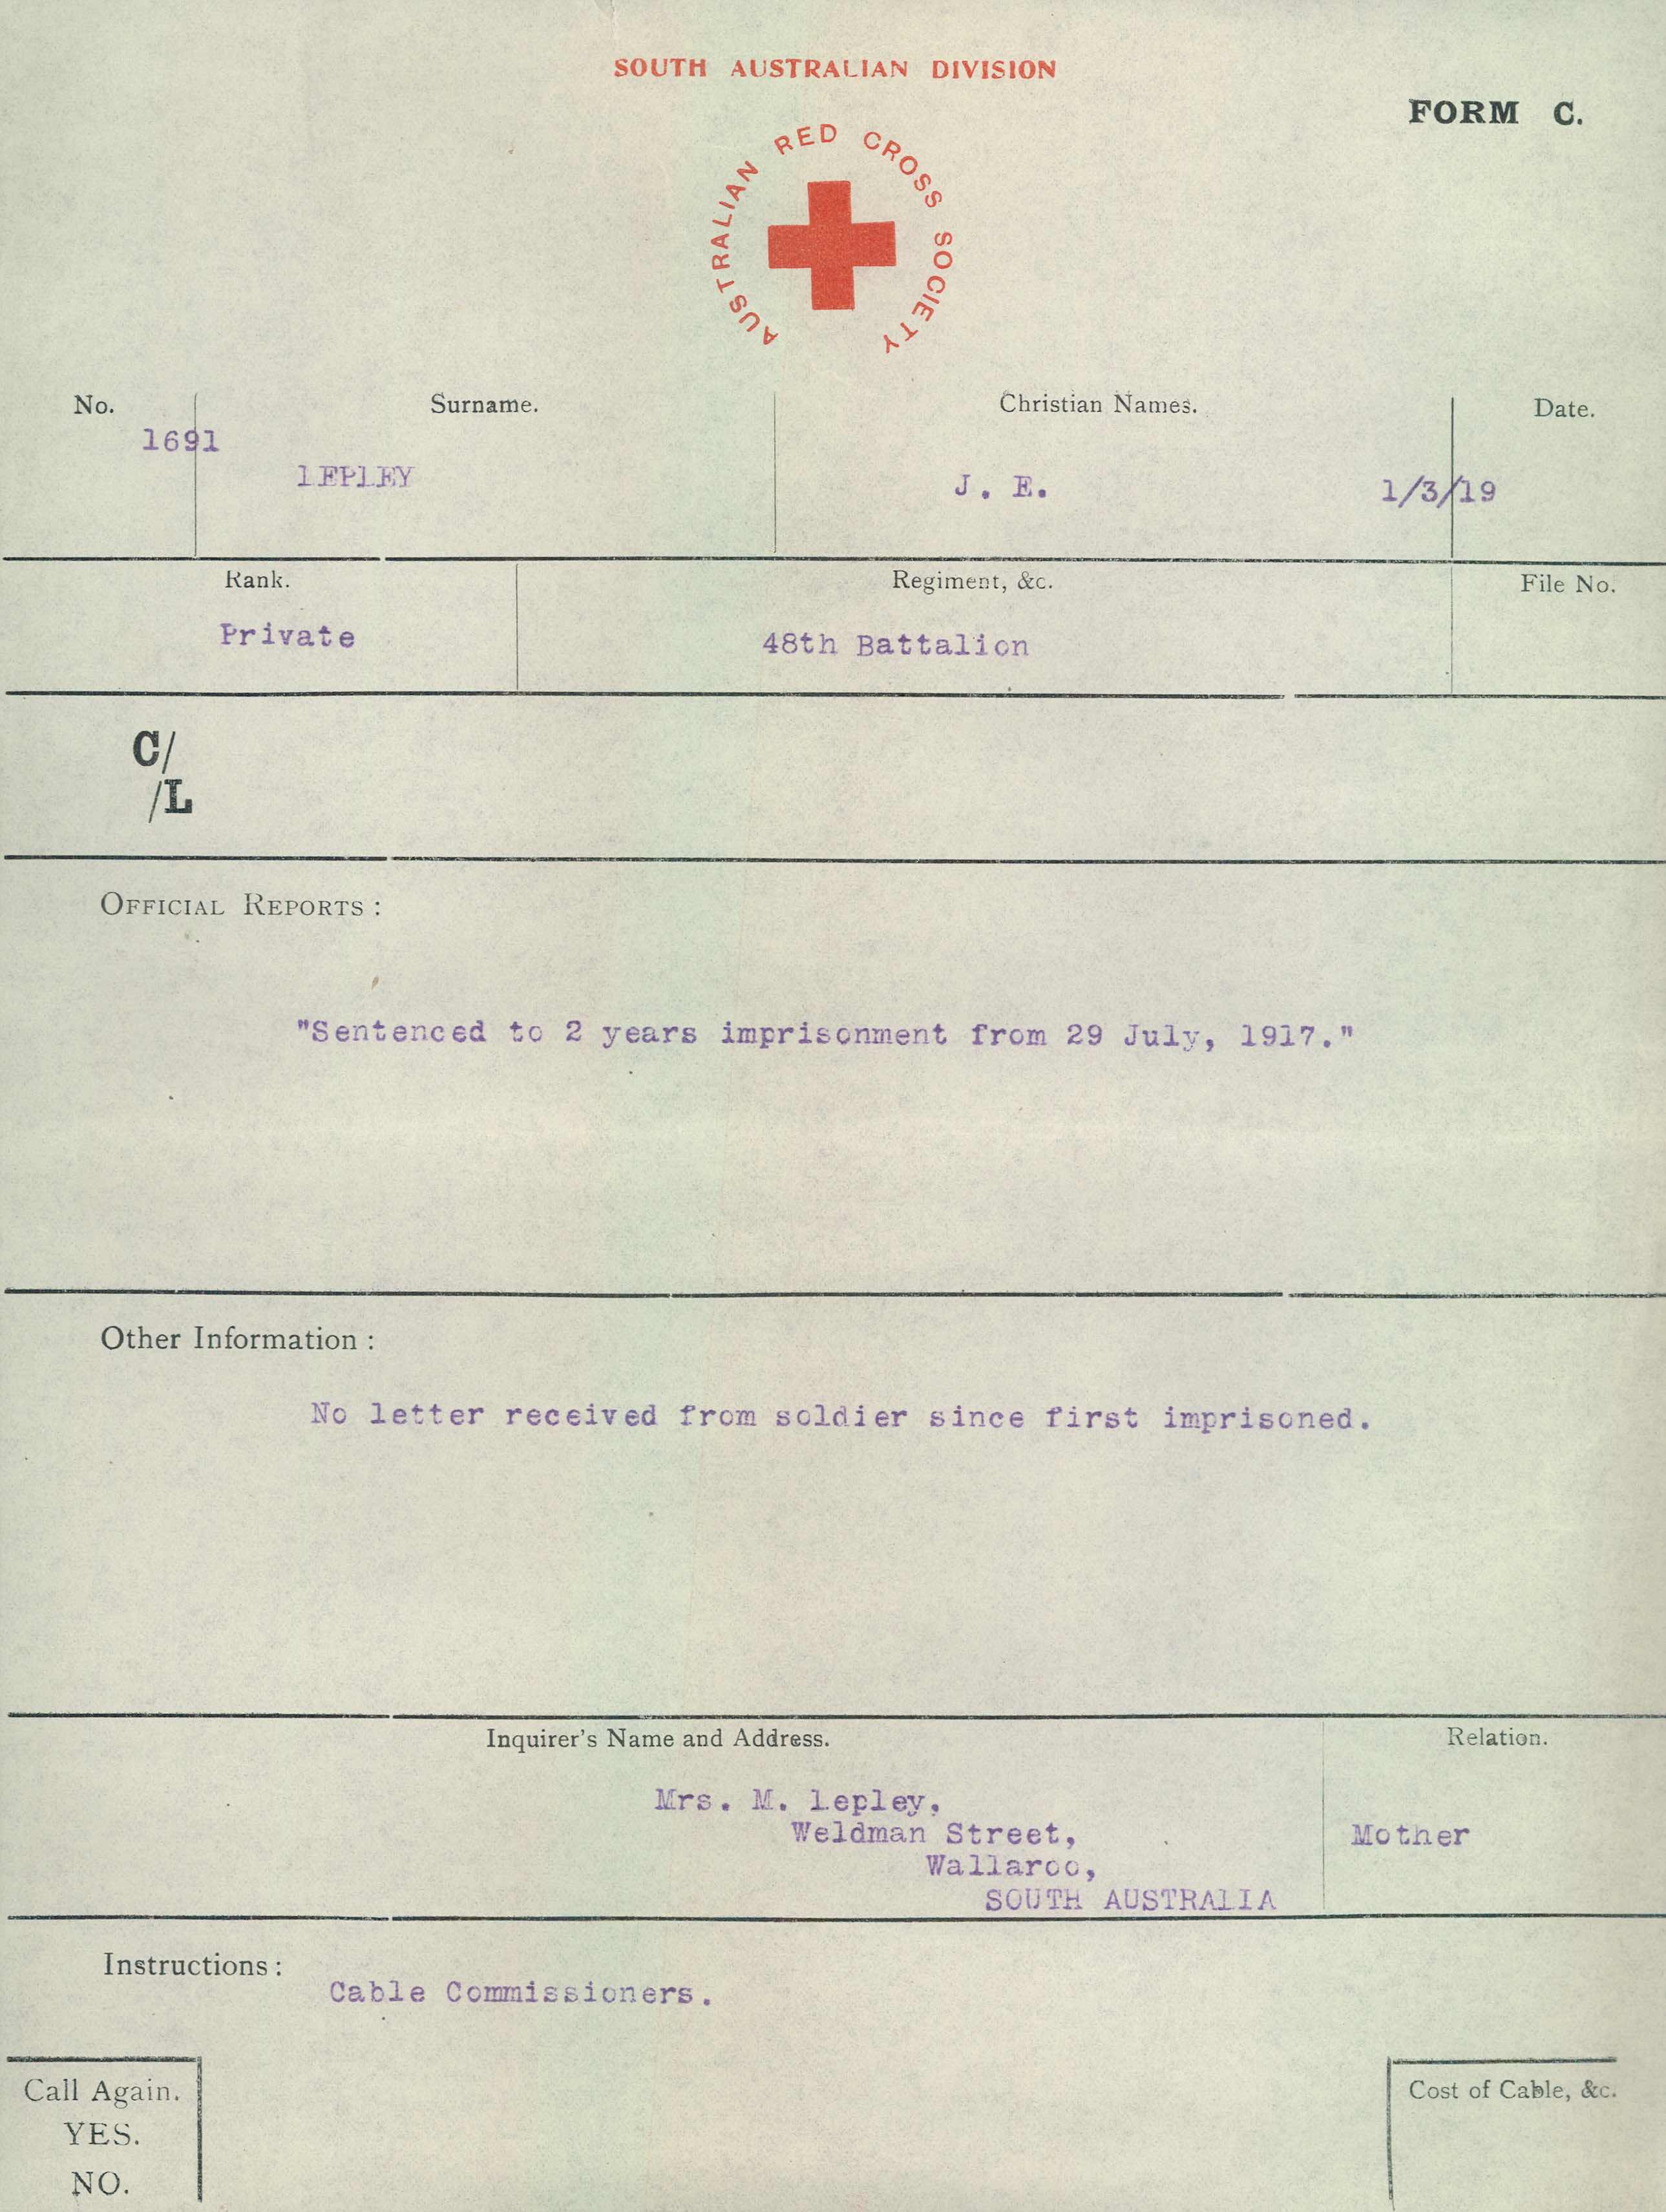 SOUTH AUSTRALIAN DIVISION
FORM C.
AUSTRALIAN RED CROSS SOCIETY
No. Surname. Christian Names. Date.
1691
lEPlEY J. E. 1/3/19
Rank. Regiment, &c. File No.
Private 48th Battalion
C/
/L
OFFICIAL REPORTS :
"Sentenced to 2 years imprisonment from 29 July, 1917."
Other Information :
No letter received from soldier since first imprisoned.
Inquirer's Name and Address. Relation.
Mrs. M. lepley,
Weldman Street, Mother
Wallaroo,
SOUTH AUSTRALIA
Instructions :
Cable Commissioners.
Call Again. Cost of Cable, &c.
YES.
NO.